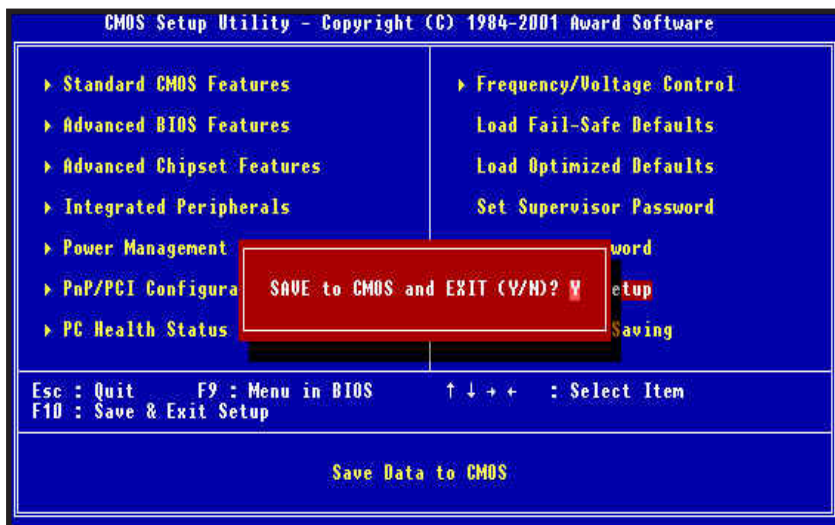 CMOS Setup Utility - Copyright (C) 1984-2001 Award Software
▸ Standard CMOS Features
▸ Advanced BIOS Features
▸ Advanced Chipset Features
▸ Integrated Peripherals
▸ Power Management
▸ PnP/PCI Configura
▸ PC Health Status
▸ Frequency/Voltage Control
Load Fail-Safe Defaults
Load Optimized Defaults
Set Supervisor Password
word
etup
Saving
SAVE to CMOS and EXIT (Y/N)? Y
Esc : Quit F9 : Menu in BIOS ↑ ↓ → ← : Select Item
F10 : Save & Exit Setup
Save Data to CMOS